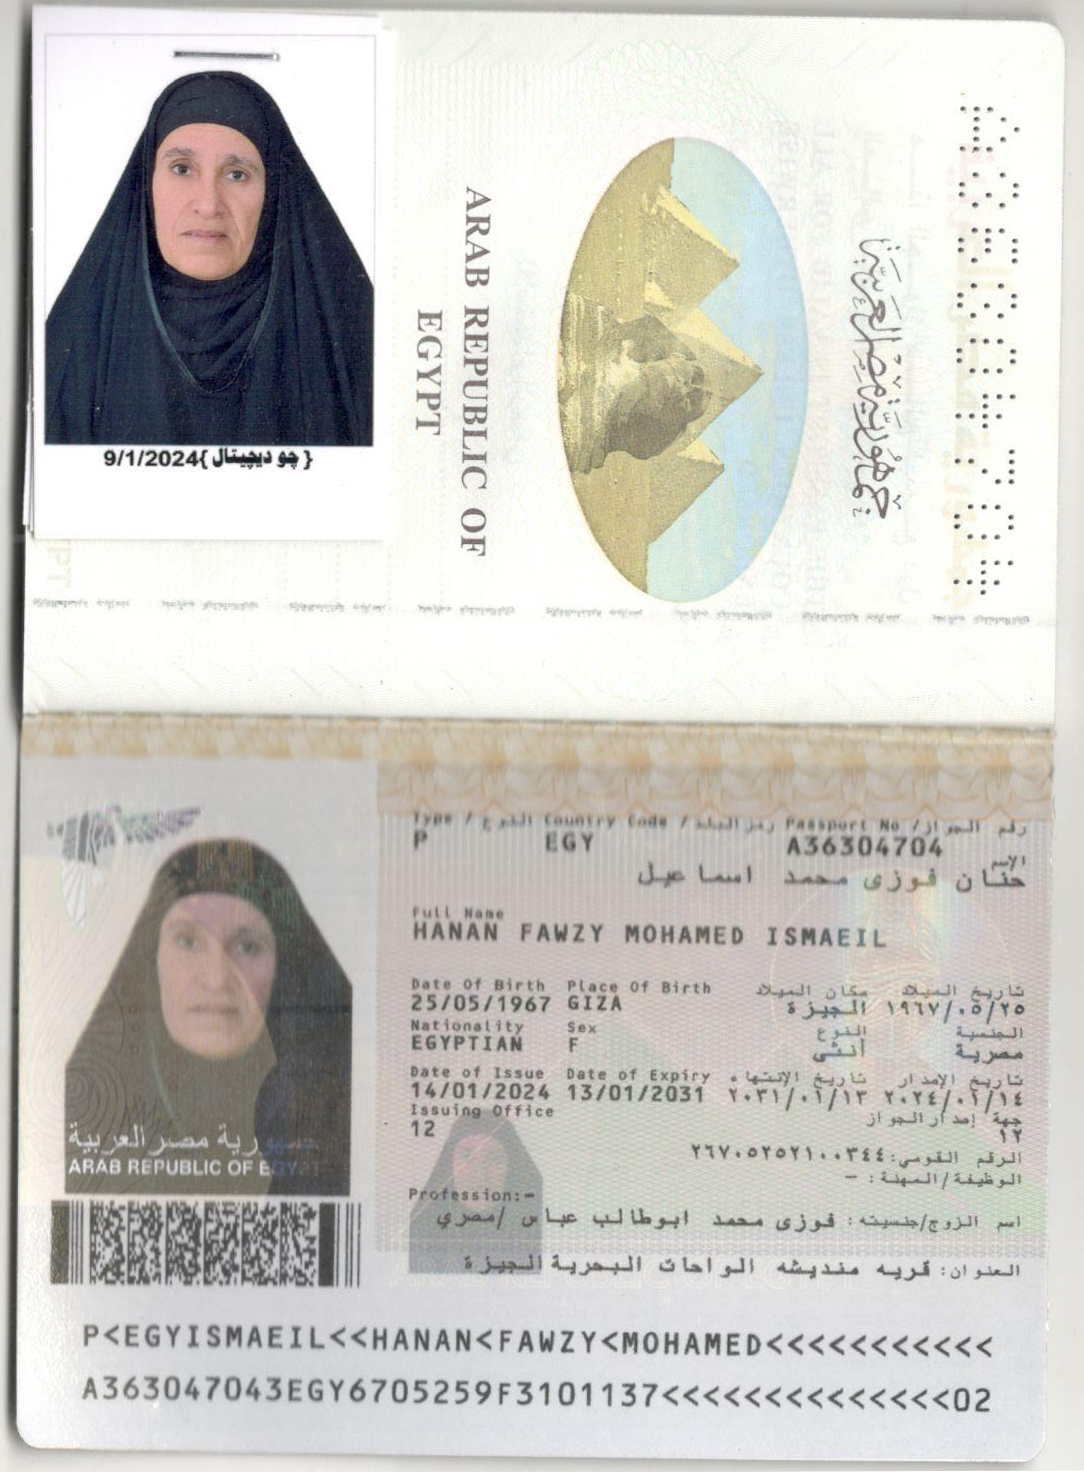 { چو ديچيتال }9/1/2024
ARAB REPUBLIC OF
EGYPT
جمهورية مصر العربية
A36304704
Type / النوع
Country Code / رمز البلد
Passport No / رقم الجواز
P
EGY
A36304704
الإسم
حنان فوزى محمد اسماعيل
Full Name
HANAN FAWZY MOHAMED ISMAEIL
Date Of Birth Place Of Birth مكان الميلاد تاريخ الميلاد
25/05/1967 GIZA الجيزة ١٩٦٧/٠٥/٢٥
Nationality Sex النوع الجنسية
EGYPTIAN F أنثى مصرية
Date of Issue Date of Expiry تاريخ الإنتهاء تاريخ الإصدار
14/01/2024 13/01/2031 ٢٠٣١/٠١/١٣ ٢٠٢٤/٠١/١٤
Issuing Office جهة إصدار الجواز
12 ١٢
الرقم القومي: ٢٦٧٠٥٢٥٢١٠٠٣٤٤
الوظيفة/المهنة: -
Profession:-
اسم الزوج/جنسيته: فوزى محمد ابوطالب عباس /مصري
العنوان: قريه منديشه الواحات البحرية الجيزة
جمهورية مصر العربية
ARAB REPUBLIC OF EGYPT
P<EGYISMAEIL<<HANAN<FAWZY<MOHAMED<<<<<<<<<<<
A363047043EGY6705259F3101137<<<<<<<<<<<<<<02